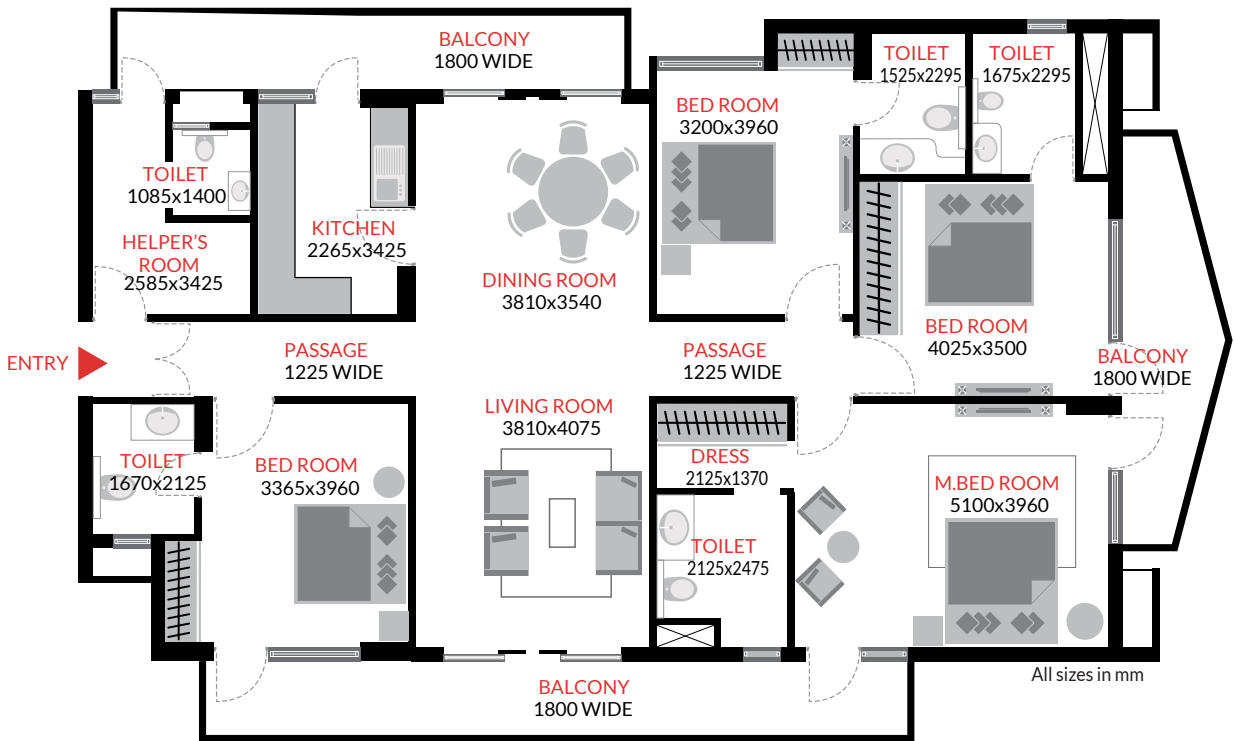 BALCONY
1800 WIDE
TOILET
1525x2295
TOILET
1675x2295
BED ROOM
3200x3960
TOILET
1085x1400
KITCHEN
2265x3425
HELPER'S
ROOM
2585x3425
DINING ROOM
3810x3540
BED ROOM
4025x3500
ENTRY
PASSAGE
1225 WIDE
PASSAGE
1225 WIDE
BALCONY
1800 WIDE
LIVING ROOM
3810x4075
TOILET
1670x2125
BED ROOM
3365x3960
DRESS
2125x1370
M.BED ROOM
5100x3960
TOILET
2125x2475
BALCONY
1800 WIDE
All sizes in mm